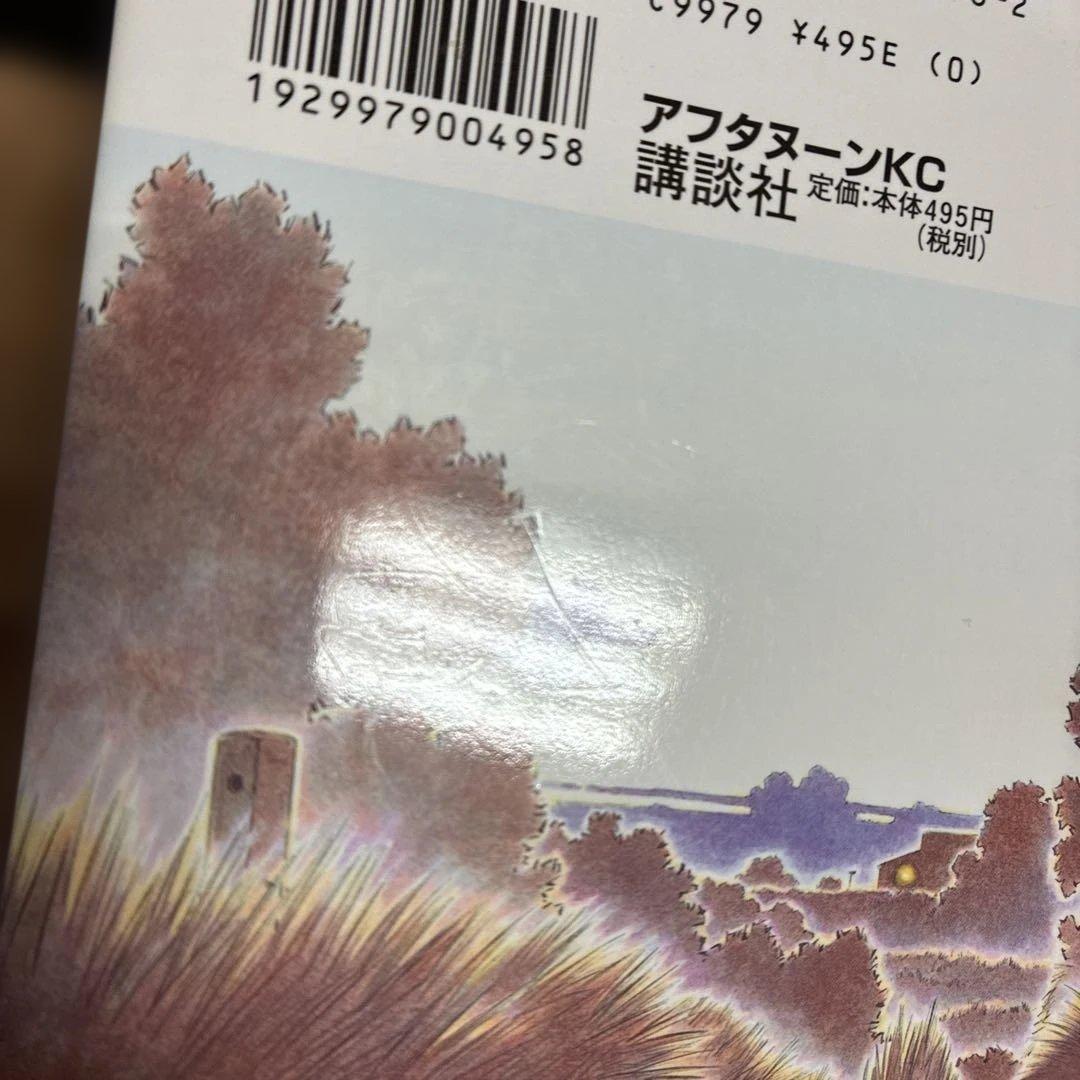 C9979 ¥495E (0)
1929979004958
アフタヌーンKC
講談社 定価:本体495円
(税別)